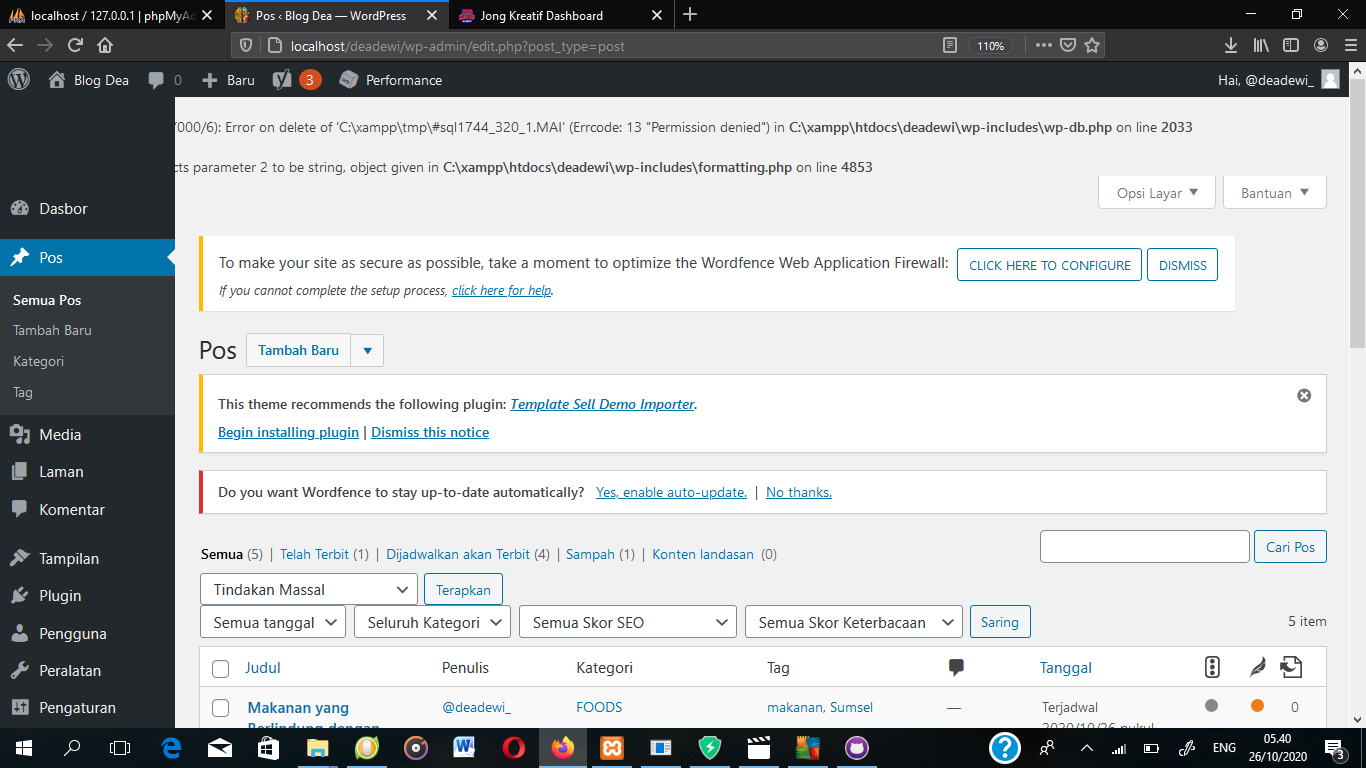 localhost / 127.0.0.1 | phpMyAd
Pos ‹ Blog Dea — WordPress
Jong Kreatif Dashboard
localhost/deadewi/wp-admin/edit.php?post_type=post
110%
Blog Dea
0
Baru
3
Performance
Hai, @deadewi_
/000/6): Error on delete of 'C:\xampp\tmp\#sql1744_320_1.MAI' (Errcode: 13 "Permission denied") in C:\xampp\htdocs\deadewi\wp-includes\wp-db.php on line 2033
cts parameter 2 to be string, object given in C:\xampp\htdocs\deadewi\wp-includes\formatting.php on line 4853
Opsi Layar
Bantuan
Dasbor
Pos
Semua Pos
Tambah Baru
Kategori
Tag
Media
Laman
Komentar
Tampilan
Plugin
Pengguna
Peralatan
Pengaturan
To make your site as secure as possible, take a moment to optimize the Wordfence Web Application Firewall:
CLICK HERE TO CONFIGURE
DISMISS
If you cannot complete the setup process, click here for help.
Pos
Tambah Baru
This theme recommends the following plugin: Template Sell Demo Importer.
Begin installing plugin | Dismiss this notice
Do you want Wordfence to stay up-to-date automatically? Yes, enable auto-update. | No thanks.
Semua (5) | Telah Terbit (1) | Dijadwalkan akan Terbit (4) | Sampah (1) | Konten landasan (0)
Cari Pos
Tindakan Massal
Terapkan
Semua tanggal
Seluruh Kategori
Semua Skor SEO
Semua Skor Keterbacaan
Saring
5 item
Judul
Penulis
Kategori
Tag
Tanggal
Makanan yang
Berlindung dengan
@deadewi_
FOODS
makanan, Sumsel
—
Terjadwal
2020/10/26 pukul
0
ENG
05.40
26/10/2020
3